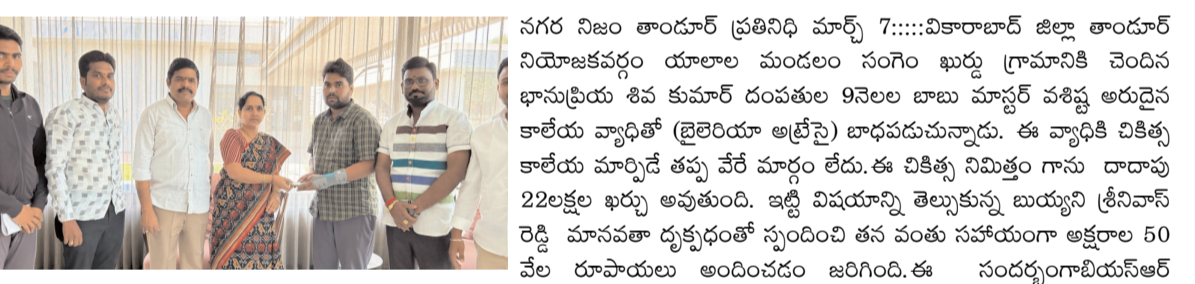 నగర నిజం తాండూర్ ప్రతినిధి మార్చ్ 7:::::వికారాబాద్ జిల్లా తాండూర్
నియోజకవర్గం యాలాల మండలం సంగెం ఖుర్దు గ్రామానికి చెందిన
భానుప్రియ శివ కుమార్ దంపతుల 9నెలల బాబు మాస్టర్ వశిష్ట అరుదైన
కాలేయ వ్యాధితో (బైలెరియా అట్రేసై) బాధపడుచున్నాడు. ఈ వ్యాధికి చికిత్స
కాలేయ మార్పిడే తప్ప వేరే మార్గం లేదు.ఈ చికిత్స నిమిత్తం గాను దాదాపు
22లక్షల ఖర్చు అవుతుంది. ఇట్టి విషయాన్ని తెల్సుకున్న బుయ్యని శ్రీనివాస్
రెడ్డి మానవతా దృక్పధంతో స్పందించి తన వంతు సహాయంగా అక్షరాల 50
వేల రూపాయలు అందించడం జరిగింది.ఈ సందర్భంగాబియస్ఆర్